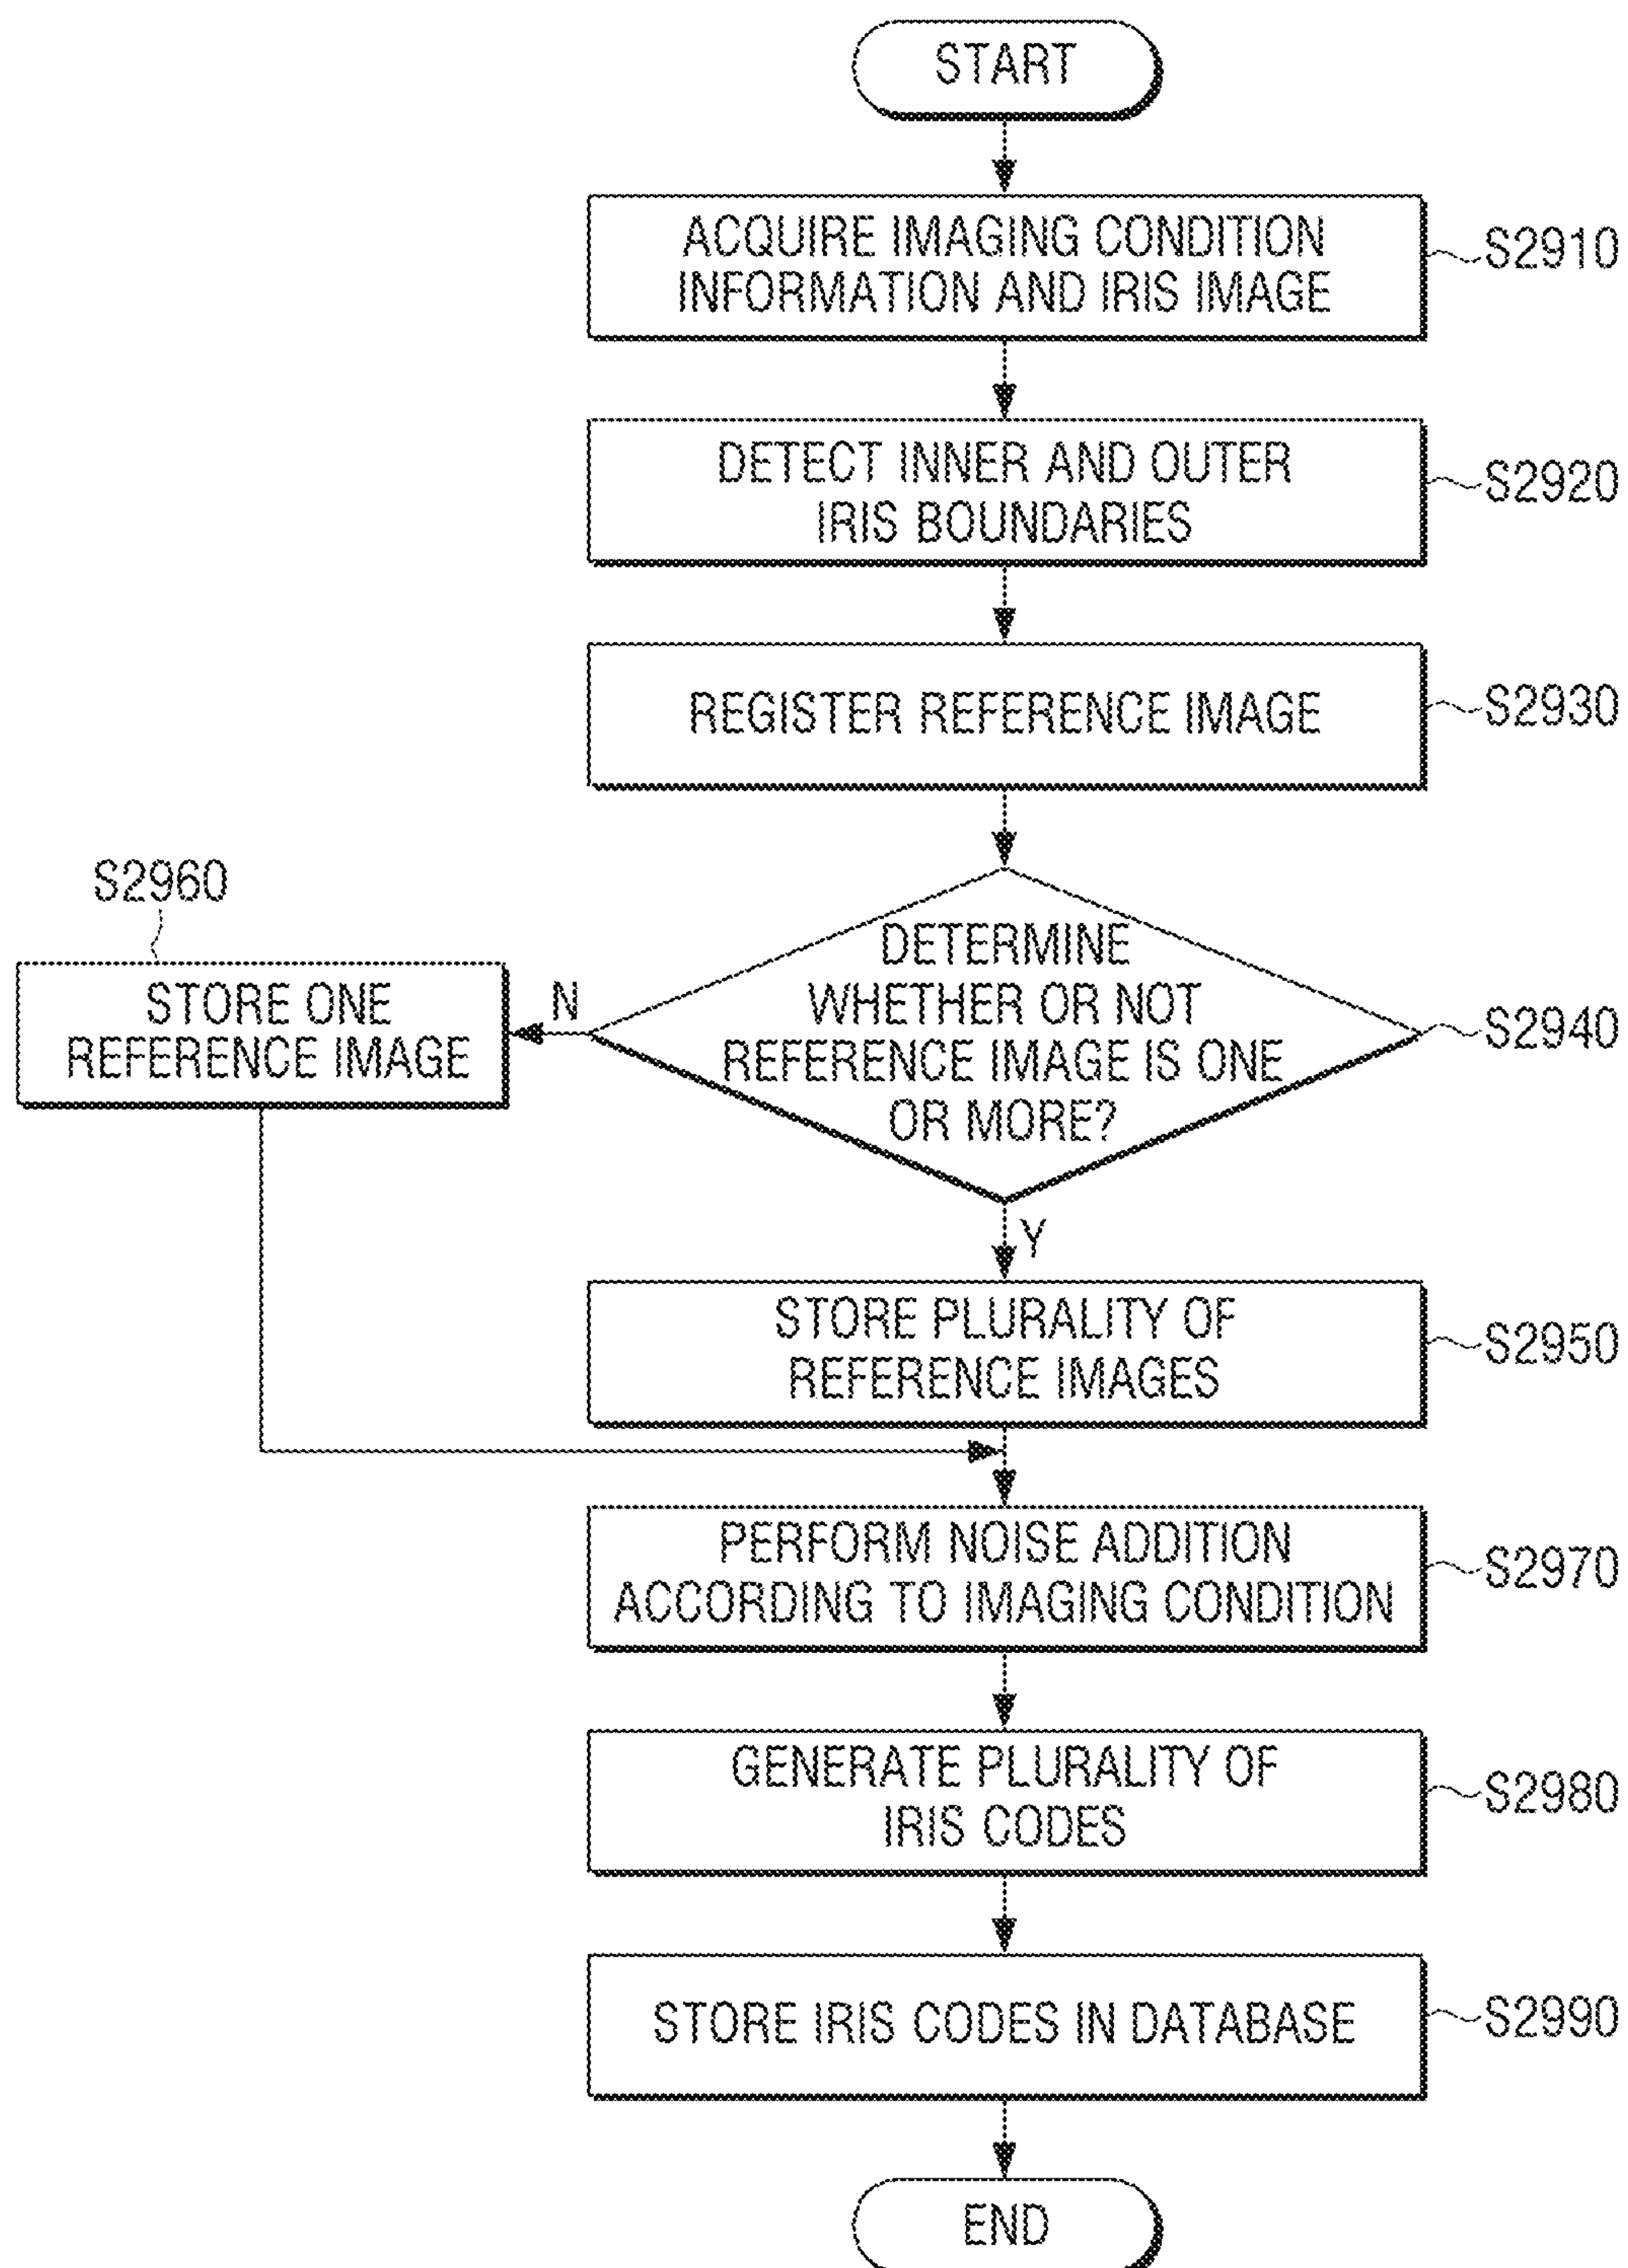 START
ACQUIRE IMAGING CONDITION
INFORMATION AND IRIS IMAGE
S2910
DETECT INNER AND OUTER
IRIS BOUNDARIES
S2920
REGISTER REFERENCE IMAGE
S2930
S2960
STORE ONE
REFERENCE IMAGE
N
DETERMINE
WHETHER OR NOT
REFERENCE IMAGE IS ONE
OR MORE?
S2940
Y
STORE PLURALITY OF
REFERENCE IMAGES
S2950
PERFORM NOISE ADDITION
ACCORDING TO IMAGING CONDITION
S2970
GENERATE PLURALITY OF
IRIS CODES
S2980
STORE IRIS CODES IN DATABASE
S2990
END